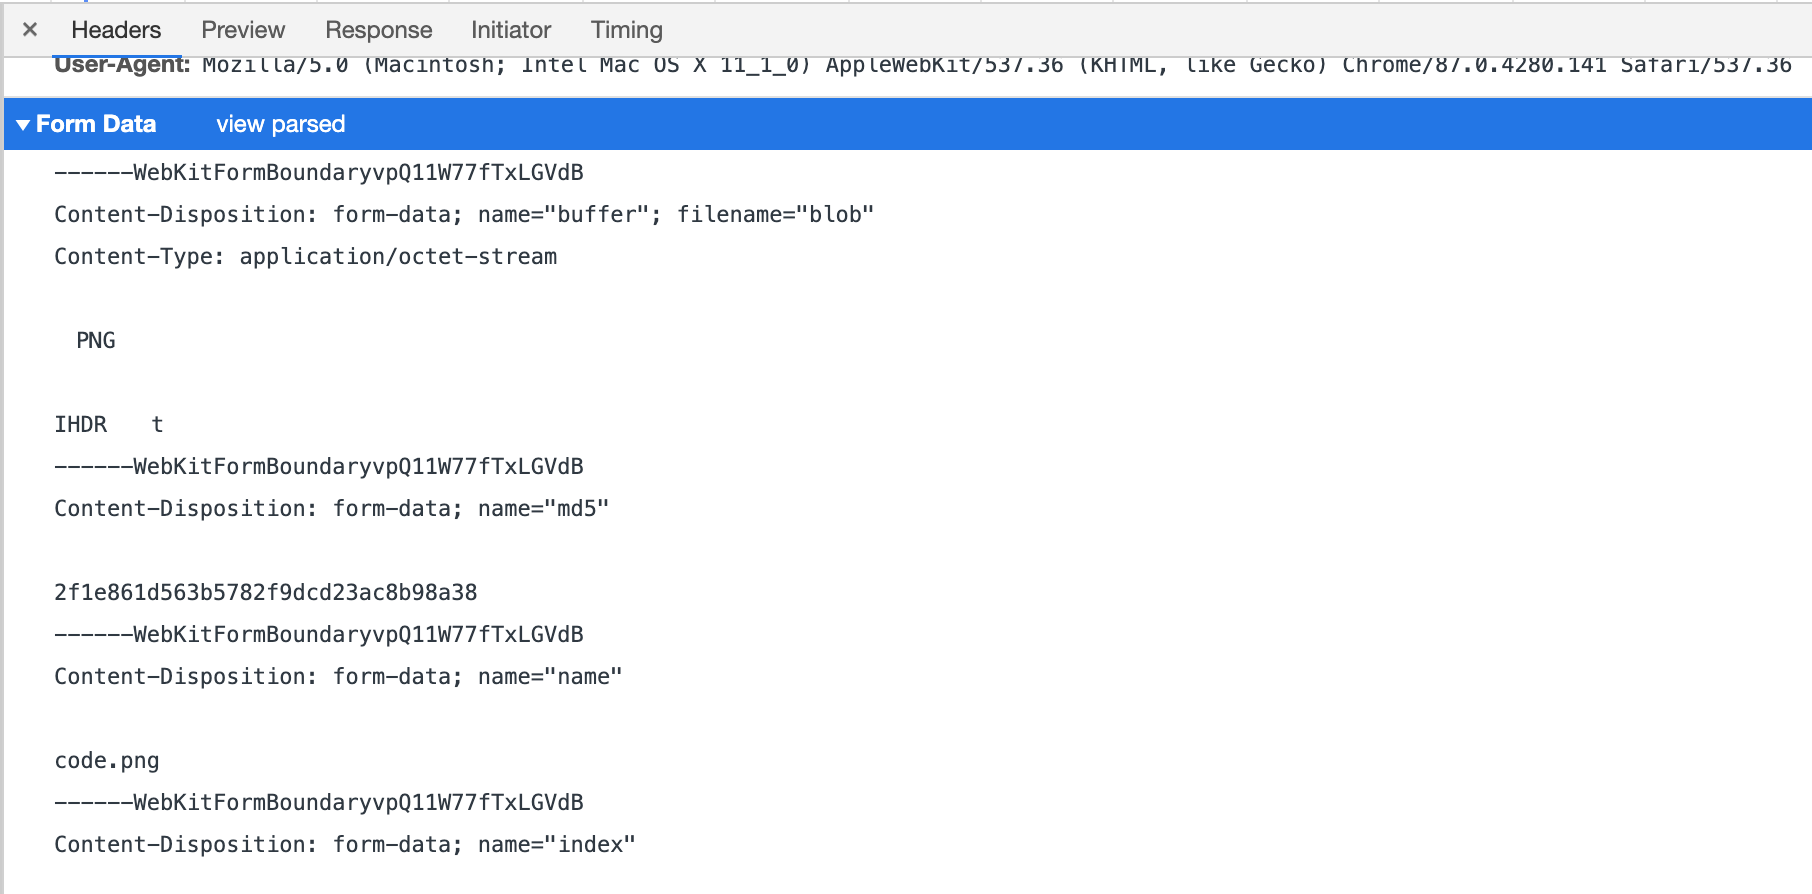 × Headers Preview Response Initiator Timing
User-Agent: Mozilla/5.0 (Macintosh; Intel Mac OS X 11_1_0) AppleWebKit/537.36 (KHTML, like Gecko) Chrome/87.0.4280.141 Safari/537.36
▼ Form Data view parsed
------WebKitFormBoundaryvpQ11W77fTxLGVdB
Content-Disposition: form-data; name="buffer"; filename="blob"
Content-Type: application/octet-stream
PNG
IHDR t
------WebKitFormBoundaryvpQ11W77fTxLGVdB
Content-Disposition: form-data; name="md5"
2f1e861d563b5782f9dcd23ac8b98a38
------WebKitFormBoundaryvpQ11W77fTxLGVdB
Content-Disposition: form-data; name="name"
code.png
------WebKitFormBoundaryvpQ11W77fTxLGVdB
Content-Disposition: form-data; name="index"